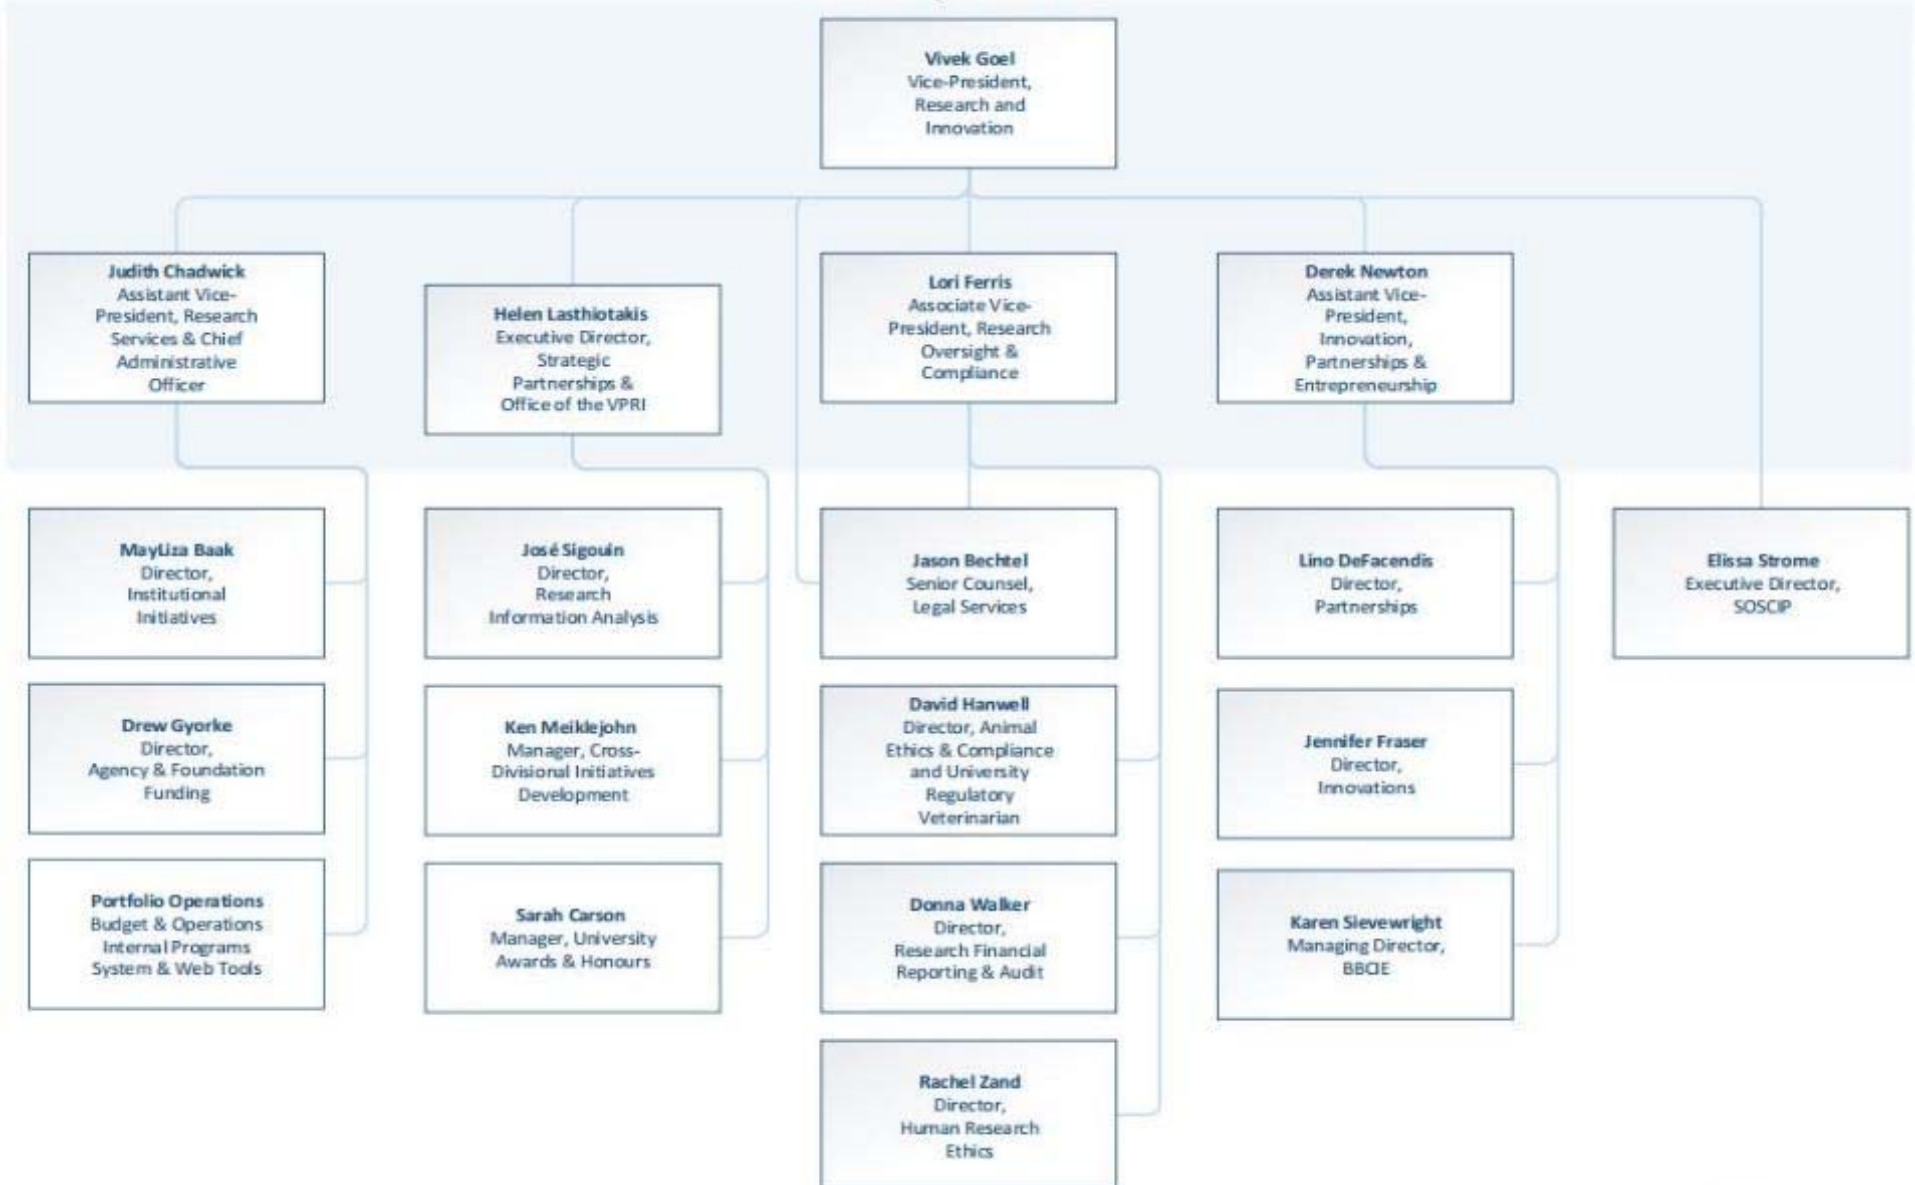 Vivek Goel
Vice-President,
Research and
Innovation
Judith Chadwick
Assistant Vice-
President, Research
Services & Chief
Administrative
Officer
Helen Lasthiotakis
Executive Director,
Strategic
Partnerships &
Office of the VPRI
Lori Ferris
Associate Vice-
President, Research
Oversight &
Compliance
Derek Newton
Assistant Vice-
President,
Innovation,
Partnerships &
Entrepreneurship
MayLiza Baak
Director,
Institutional
Initiatives
José Sigouin
Director,
Research
Information Analysis
Jason Bechtel
Senior Counsel,
Legal Services
Lino DeFacendis
Director,
Partnerships
Elissa Strome
Executive Director,
SOSCIP
Drew Gyorke
Director,
Agency & Foundation
Funding
Ken Meiklejohn
Manager, Cross-
Divisional Initiatives
Development
David Hanwell
Director, Animal
Ethics & Compliance
and University
Regulatory
Veterinarian
Jennifer Fraser
Director,
Innovations
Portfolio Operations
Budget & Operations
Internal Programs
System & Web Tools
Sarah Carson
Manager, University
Awards & Honours
Donna Walker
Director,
Research Financial
Reporting & Audit
Karen Sievewright
Managing Director,
BBCIE
Rachel Zand
Director,
Human Research
Ethics